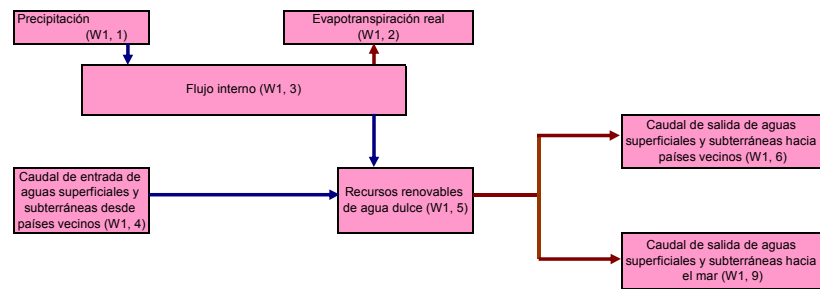 Precipitación
(W1, 1)
Evapotranspiración real
(W1, 2)
Flujo interno (W1, 3)
Caudal de entrada de
aguas superficiales y
subterráneas desde
países vecinos (W1, 4)
Recursos renovables
de agua dulce (W1, 5)
Caudal de salida de aguas
superficiales y subterráneas hacia
países vecinos (W1, 6)
Caudal de salida de aguas
superficiales y subterráneas hacia
el mar (W1, 9)